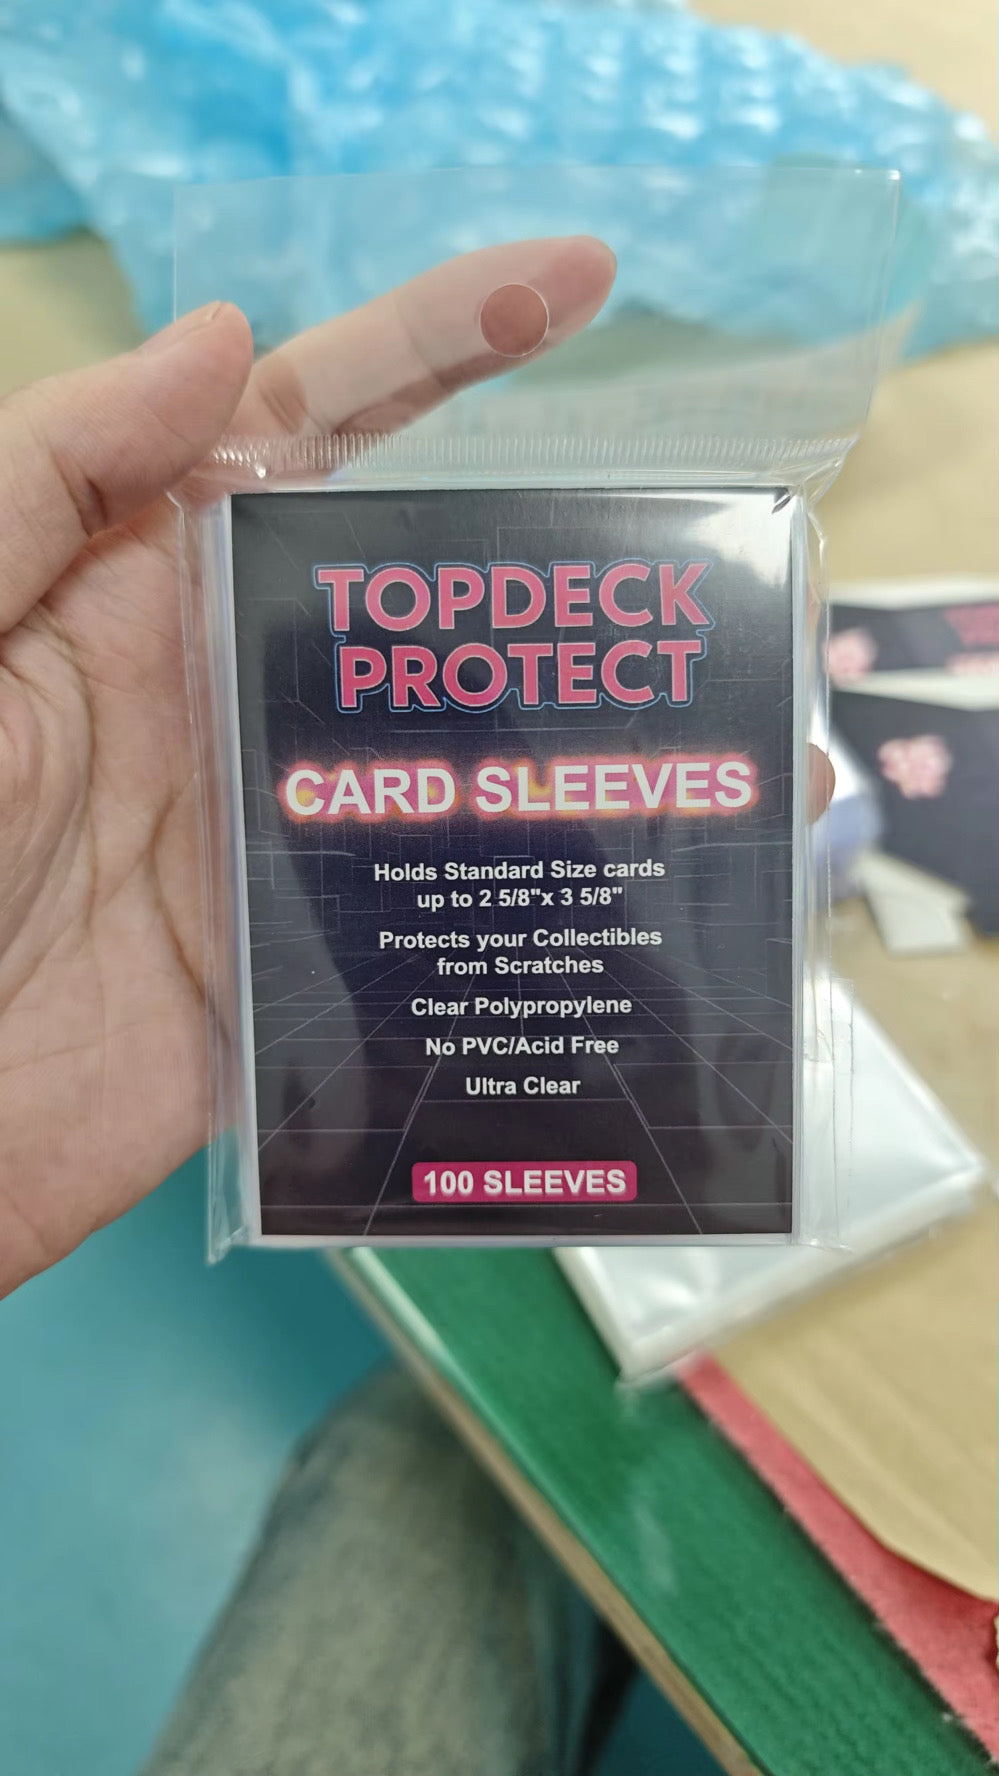 TOPDECK
PROTECT
CARD SLEEVES
Holds Standard Size cards
up to 2 5/8"x 3 5/8"
Protects your Collectibles
from Scratches
Clear Polypropylene
No PVC/Acid Free
Ultra Clear
100 SLEEVES